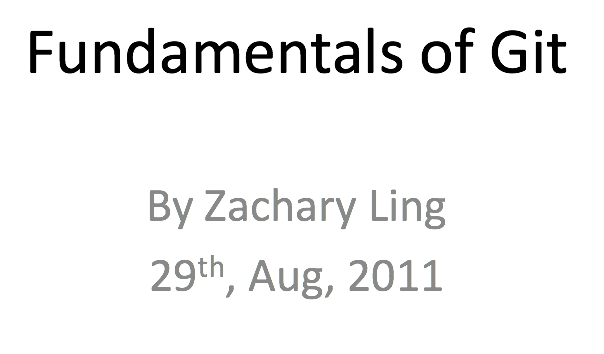 Fundamentals of Git
By Zachary Ling
29th, Aug, 2011